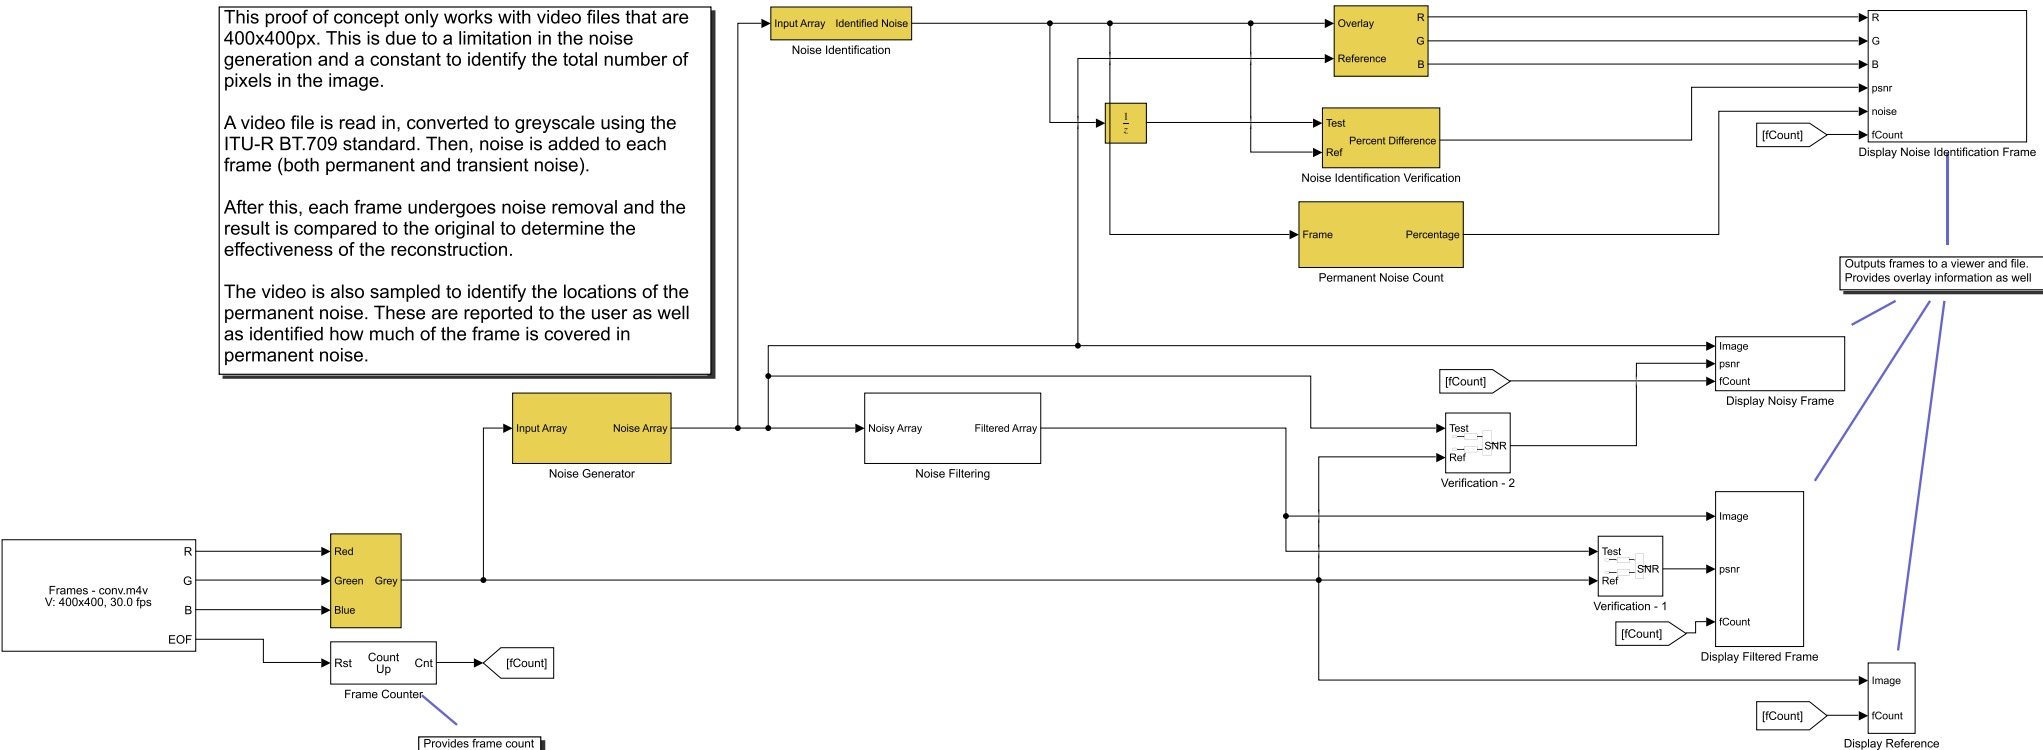 This proof of concept only works with video files that are
400x400px. This is due to a limitation in the noise
generation and a constant to identify the total number of
pixels in the image.
A video file is read in, converted to greyscale using the
ITU-R BT.709 standard. Then, noise is added to each
frame (both permanent and transient noise).
After this, each frame undergoes noise removal and the
result is compared to the original to determine the
effectiveness of the reconstruction.
The video is also sampled to identify the locations of the
permanent noise. These are reported to the user as well
as identified how much of the frame is covered in
permanent noise.
Input Array Identified Noise
Noise Identification
Overlay
Reference
R
G
B
1
z
Test
Ref
Percent Difference
Noise Identification Verification
Frame Percentage
Permanent Noise Count
R
G
B
psnr
noise
fCount
[fCount]
Display Noise Identification Frame
Outputs frames to a viewer and file.
Provides overlay information as well
Image
psnr
fCount
[fCount]
Display Noisy Frame
Input Array Noise Array
Noise Generator
Noisy Array Filtered Array
Noise Filtering
Test
Ref
SNR
Verification - 2
Image
psnr
fCount
Display Filtered Frame
Test
Ref
SNR
Verification - 1
[fCount]
Frames - conv.m4v
V: 400x400, 30.0 fps
R
G
B
EOF
Red
Green
Blue
Grey
Rst
Count
Up
Cnt
Frame Counter
[fCount]
Provides frame count
Image
fCount
[fCount]
Display Reference